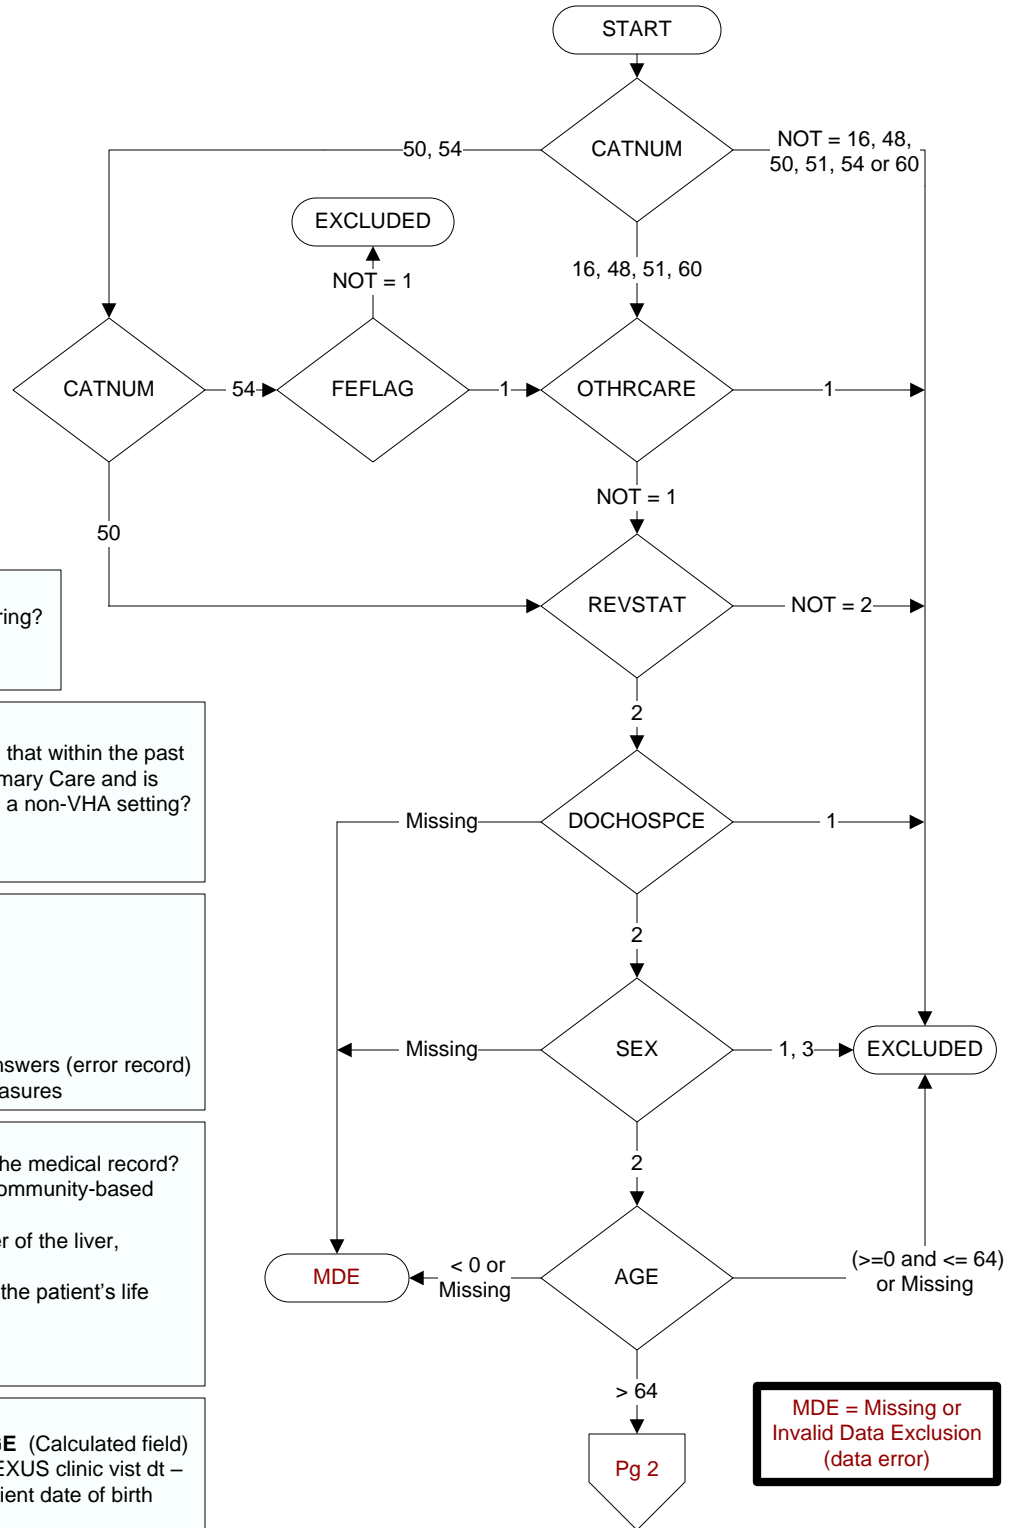 START
CATNUM
50, 54
NOT = 16, 48,
50, 51, 54 or 60
EXCLUDED
16, 48, 51, 60
NOT = 1
CATNUM
54
FEFLAG
1
OTHRCARE
1
NOT = 1
50
REVSTAT
NOT = 2
ring?
2
that within the past
mary Care and is
a non-VHA setting?
Missing
DOCHOSPCE
1
2
Missing
SEX
1, 3
EXCLUDED
nswers (error record)
asures
2
the medical record?
ommunity-based
er of the liver,
the patient's life
MDE
< 0 or
Missing
AGE
(>=0 and <= 64)
or Missing
> 64
GE (Calculated field)
EXUS clinic vist dt –
ient date of birth
Pg 2
MDE = Missing or
Invalid Data Exclusion
(data error)